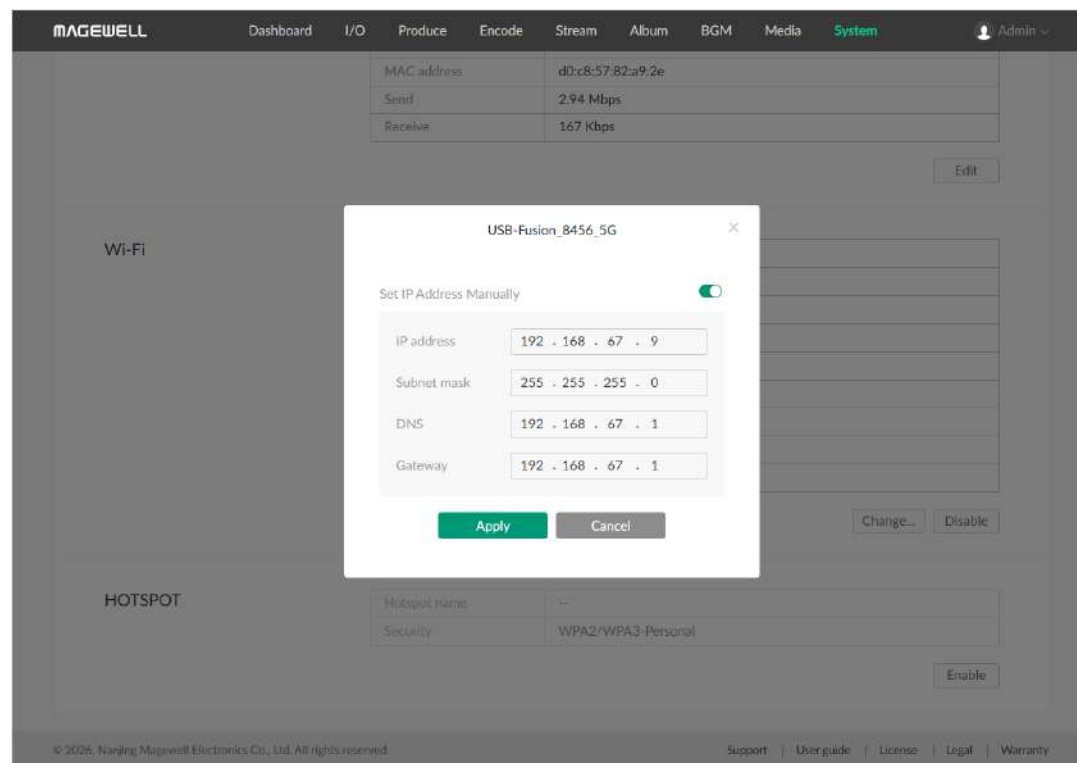 MAGEWELL Dashboard I/O Produce Encode Stream Album BGM Media System Admin
MAC address d0:c8:57:82:a9:2e
Send 2.94 Mbps
Receive 167 Kbps
Edit
Wi-Fi
USB-Fusion_8456_5G
Set IP Address Manually
IP address 192 . 168 . 67 . 9
Subnet mask 255 . 255 . 255 . 0
DNS 192 . 168 . 67 . 1
Gateway 192 . 168 . 67 . 1
Apply Cancel
Change... Disable
HOTSPOT
Hotspot name --
Security WPA2/WPA3-Personal
Enable
© 2026, Nanjing Magewell Electronics Co., Ltd. All rights reserved. Support | User guide | License | Legal | Warranty